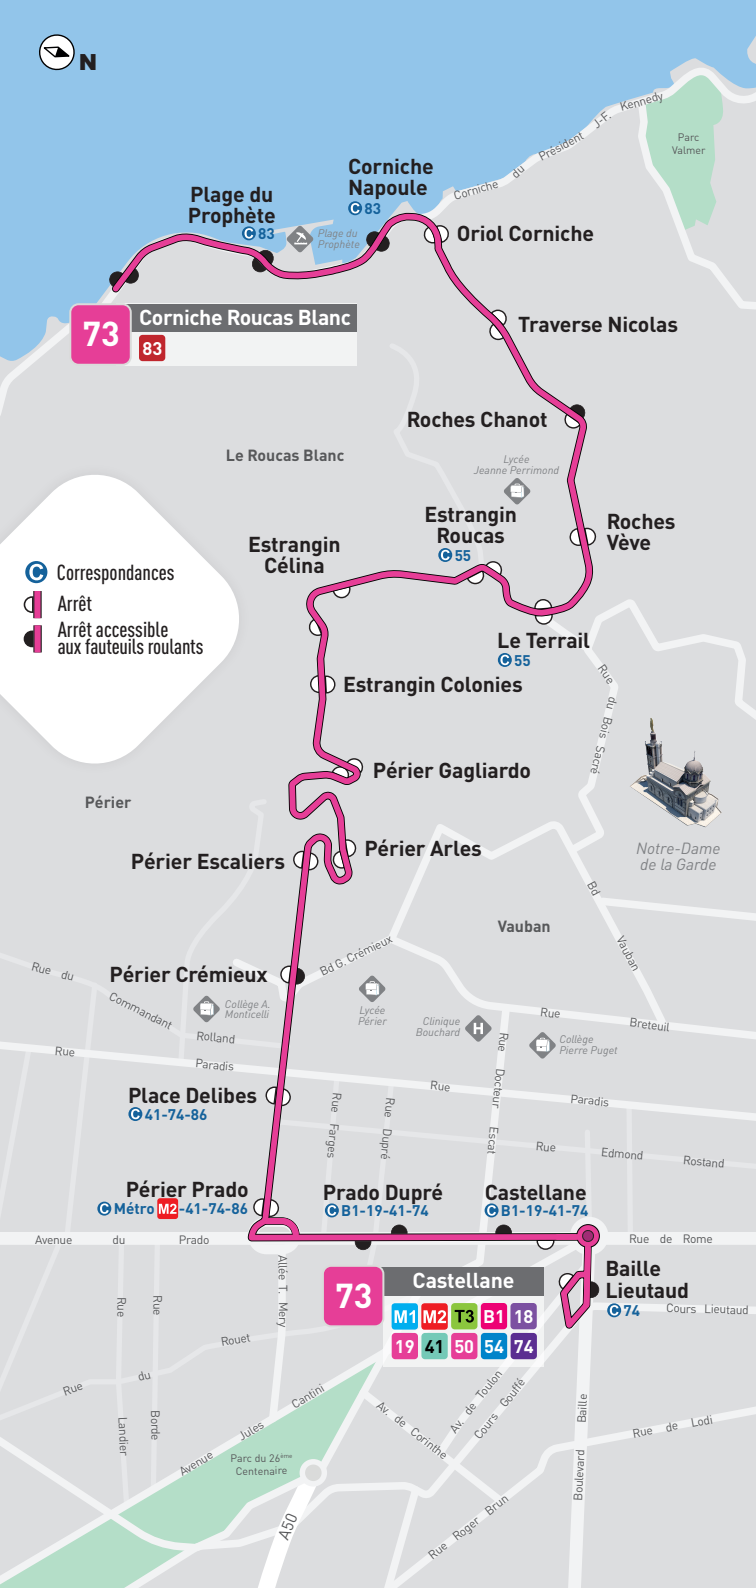 N
Parc
Valmer
Corniche du Président J-F. Kennedy
Corniche
Napoule
C 83
Plage du
Prophète
C 83
Plage du
Prophète
Oriol Corniche
73
Corniche Roucas Blanc
83
Traverse Nicolas
Roches Chanot
Le Roucas Blanc
Lycée
Jeanne Perrimond
Estrangin
Roucas
C 55
Roches
Vève
Estrangin
Célina
C Correspondances
Arrêt
Arrêt accessible
aux fauteuils roulants
Le Terrail
C 55
Estrangin Colonies
Rue du Bois Sacré
Périer Gagliardo
Périer
Notre-Dame
de la Garde
Périer Arles
Périer Escaliers
Bd Vauban
Vauban
Bd G. Crémieux
Périer Crémieux
Rue du Commandant Rolland
Collège A.
Monticelli
Lycée
Périer
Clinique
Bouchard
H
Rue Breteuil
Collège
Pierre Puget
Rue Paradis
Rue Paradis
Rue Docteur Escat
Rue Farges
Rue Dupré
Place Delibes
C 41-74-86
Rue Edmond Rostand
Périer Prado
C Métro M2-41-74-86
Prado Dupré
C B1-19-41-74
Castellane
C B1-19-41-74
Avenue du Prado
Rue de Rome
Allée T. Mery
73
Castellane
M1 M2 T3 B1 18
19 41 50 54 74
Baille
Lieutaud
C 74
Cours Lieutaud
Rue Landier
Rue Borde
Rue du Rouet
Avenue Jules Cantini
Av. de Toulon
Cours Gouffé
Av. de Corinthe
Boulevard Baille
Rue de Lodi
Parc du 26ème
Centenaire
A50
Rue Roger Brun